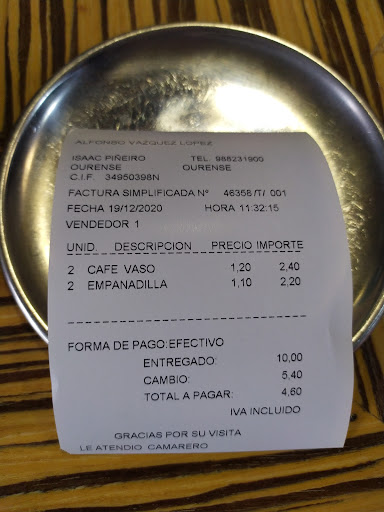 ALFONSO VAZQUEZ LOPEZ
ISAAC PIÑEIRO TEL 988231900
OURENSE OURENSE
C.I.F. 34950398N
FACTURA SIMPLIFICADA Nº 46358 /T/ 001
FECHA 19/12/2020 HORA 11:32:15
VENDEDOR 1
UNID. DESCRIPCION PRECIO IMPORTE
2 CAFE VASO 1,20 2,40
2 EMPANADILLA 1,10 2,20
FORMA DE PAGO:EFECTIVO
ENTREGADO: 10,00
CAMBIO: 5,40
TOTAL A PAGAR: 4,60
IVA INCLUIDO
GRACIAS POR SU VISITA
LE ATENDIO CAMARERO